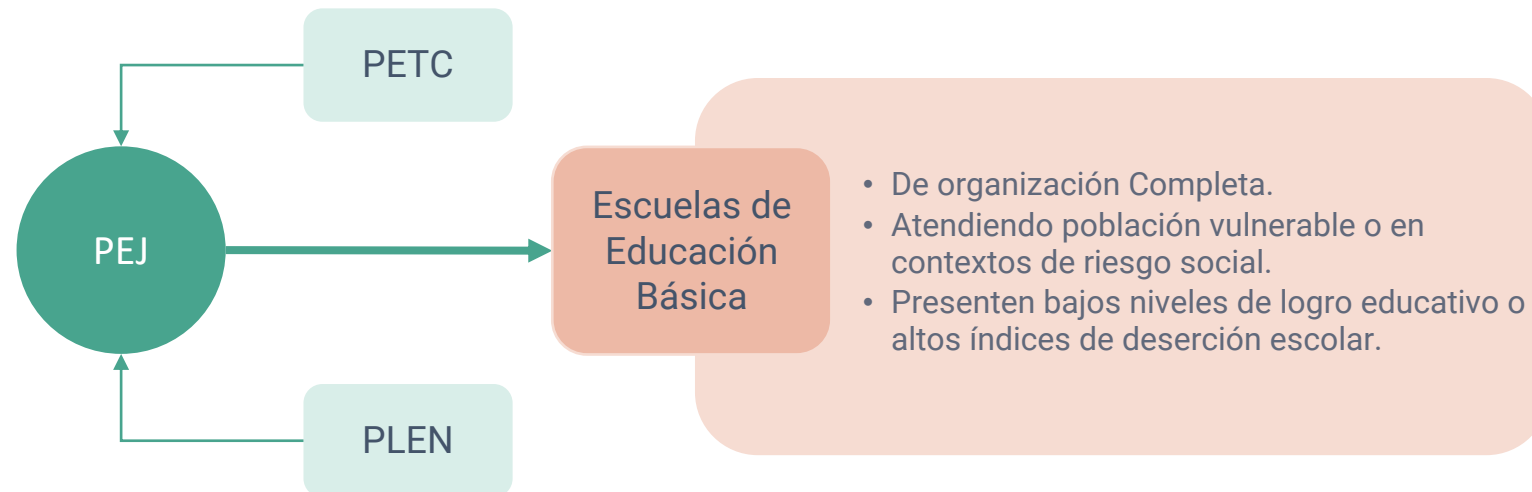 PETC
PEJ
Escuelas de
Educación
Básica
• De organización Completa.
• Atendiendo población vulnerable o en
contextos de riesgo social.
• Presenten bajos niveles de logro educativo o
altos índices de deserción escolar.
PLEN